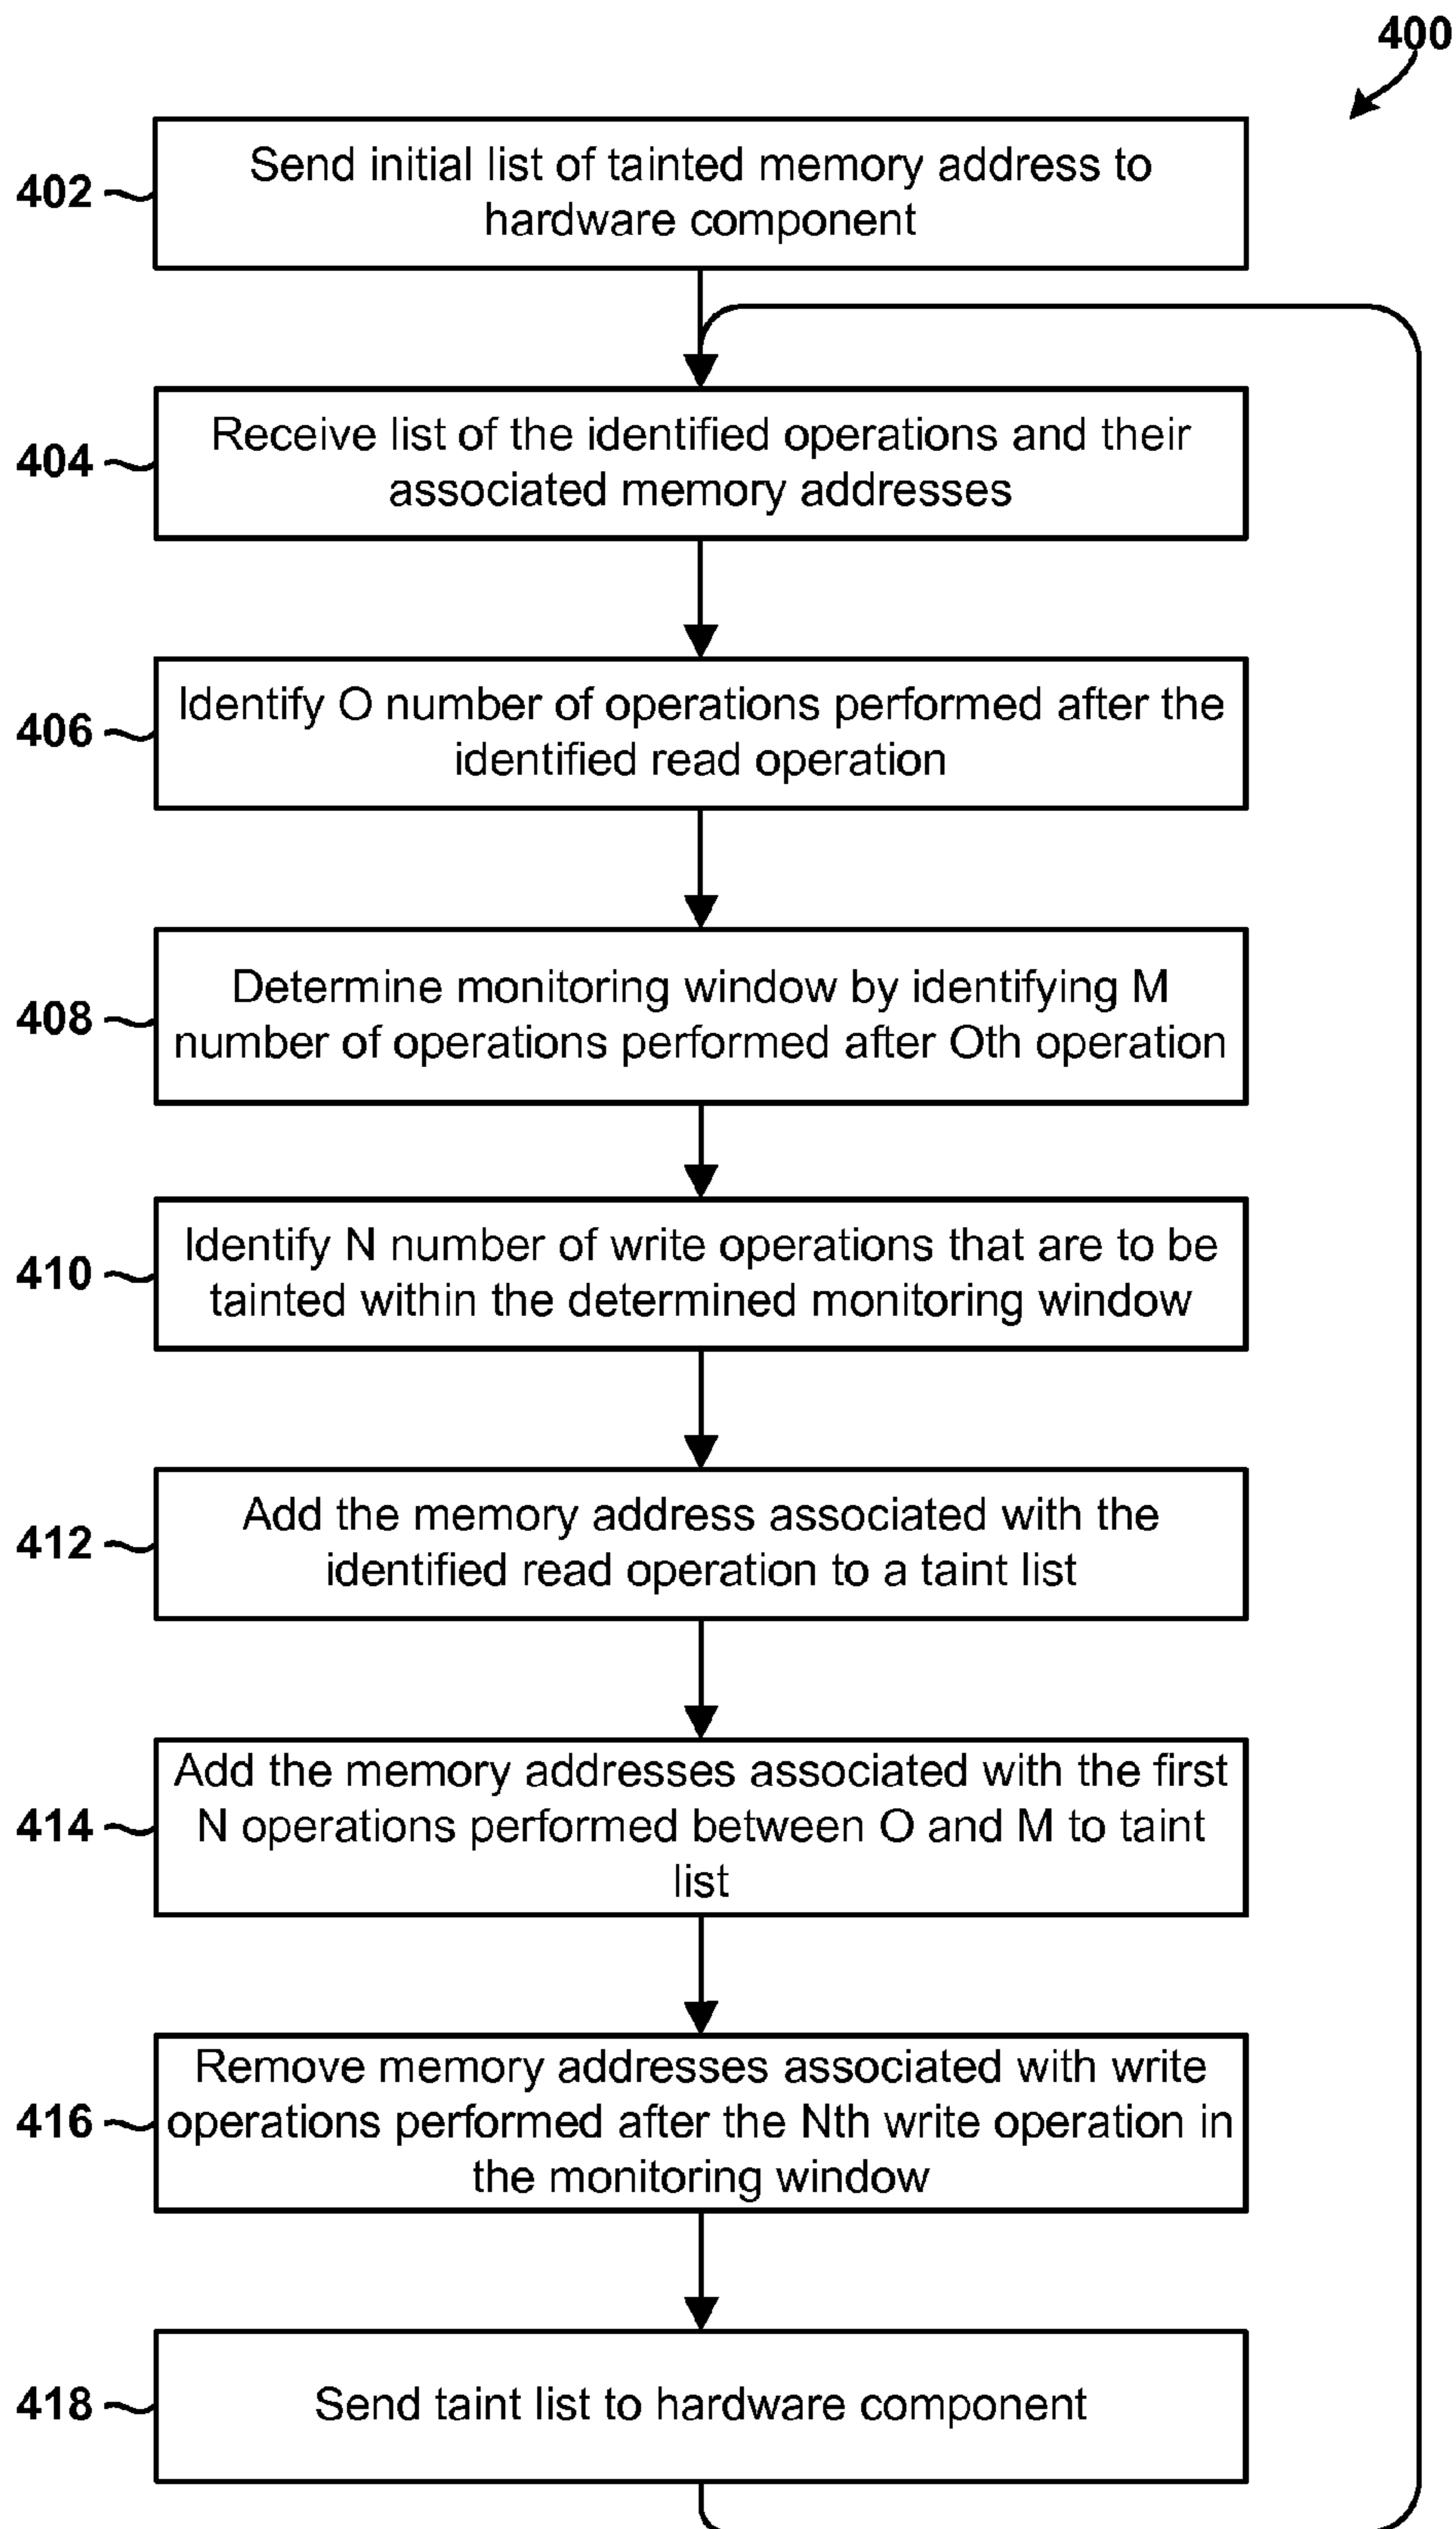 400
402
Send initial list of tainted memory address to
hardware component
404
Receive list of the identified operations and their
associated memory addresses
406
Identify O number of operations performed after the
identified read operation
408
Determine monitoring window by identifying M
number of operations performed after Oth operation
410
Identify N number of write operations that are to be
tainted within the determined monitoring window
412
Add the memory address associated with the
identified read operation to a taint list
414
Add the memory addresses associated with the first
N operations performed between O and M to taint
list
416
Remove memory addresses associated with write
operations performed after the Nth write operation in
the monitoring window
418
Send taint list to hardware component